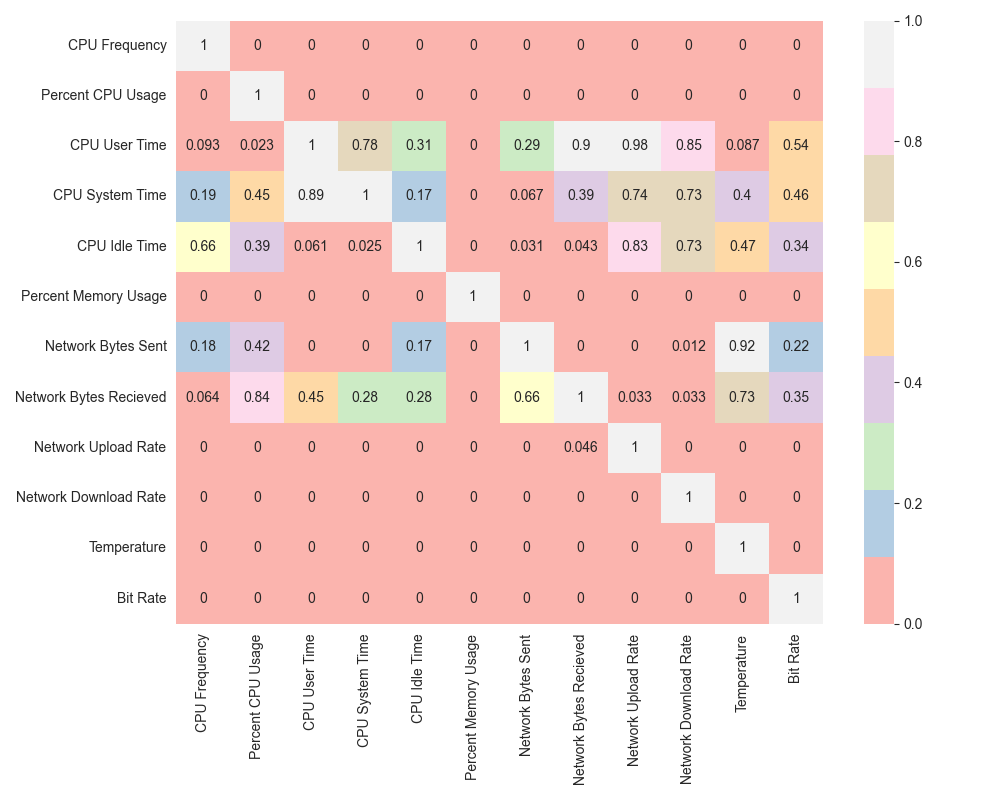 CPU Frequency 1 0 0 0 0 0 0 0 0 0 0 0
Percent CPU Usage 0 1 0 0 0 0 0 0 0 0 0 0
CPU User Time 0.093 0.023 1 0.78 0.31 0 0.29 0.9 0.98 0.85 0.087 0.54
CPU System Time 0.19 0.45 0.89 1 0.17 0 0.067 0.39 0.74 0.73 0.4 0.46
CPU Idle Time 0.66 0.39 0.061 0.025 1 0 0.031 0.043 0.83 0.73 0.47 0.34
Percent Memory Usage 0 0 0 0 0 1 0 0 0 0 0 0
Network Bytes Sent 0.18 0.42 0 0 0.17 0 1 0 0 0.012 0.92 0.22
Network Bytes Recieved 0.064 0.84 0.45 0.28 0.28 0 0.66 1 0.033 0.033 0.73 0.35
Network Upload Rate 0 0 0 0 0 0 0 0.046 1 0 0 0
Network Download Rate 0 0 0 0 0 0 0 0 0 1 0 0
Temperature 0 0 0 0 0 0 0 0 0 0 1 0
Bit Rate 0 0 0 0 0 0 0 0 0 0 0 1
CPU Frequency
Percent CPU Usage
CPU User Time
CPU System Time
CPU Idle Time
Percent Memory Usage
Network Bytes Sent
Network Bytes Recieved
Network Upload Rate
Network Download Rate
Temperature
Bit Rate
1.0
0.8
0.6
0.4
0.2
0.0